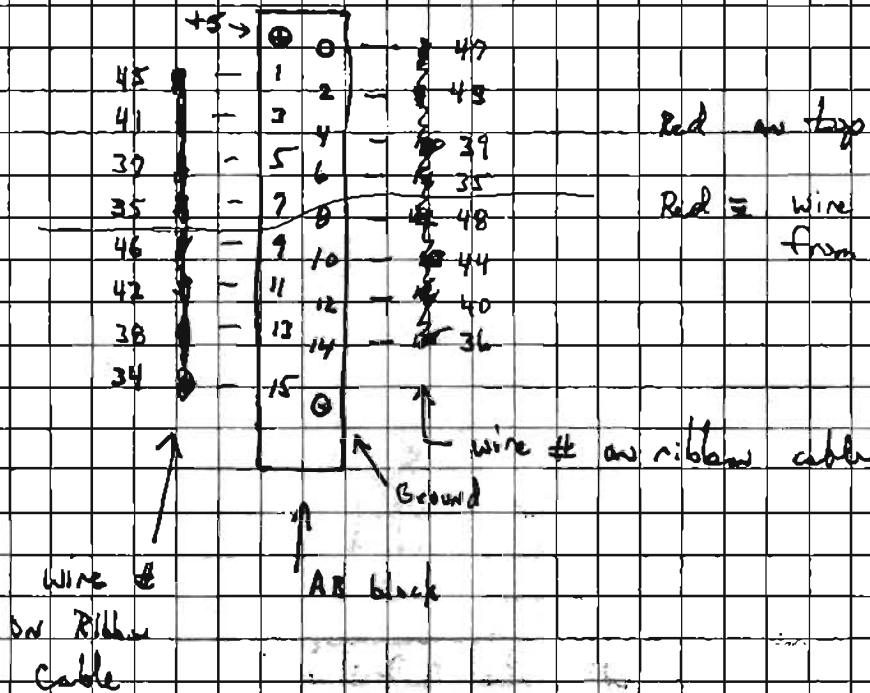 +5 → ⊕ 0 — 47
45 — 1
2 — 43
41 — 3
4 — 39
Red on top
37 — 5
6 — 35
35 — 7
8 — 48
Red = wire
from
46 — 9
10 — 44
42 — 11
12 — 40
38 — 13
14 — 36
34 — 15
⊖
wire # on ribbon cable
Ground
AB block
Wire #
on Ribbon
Cable